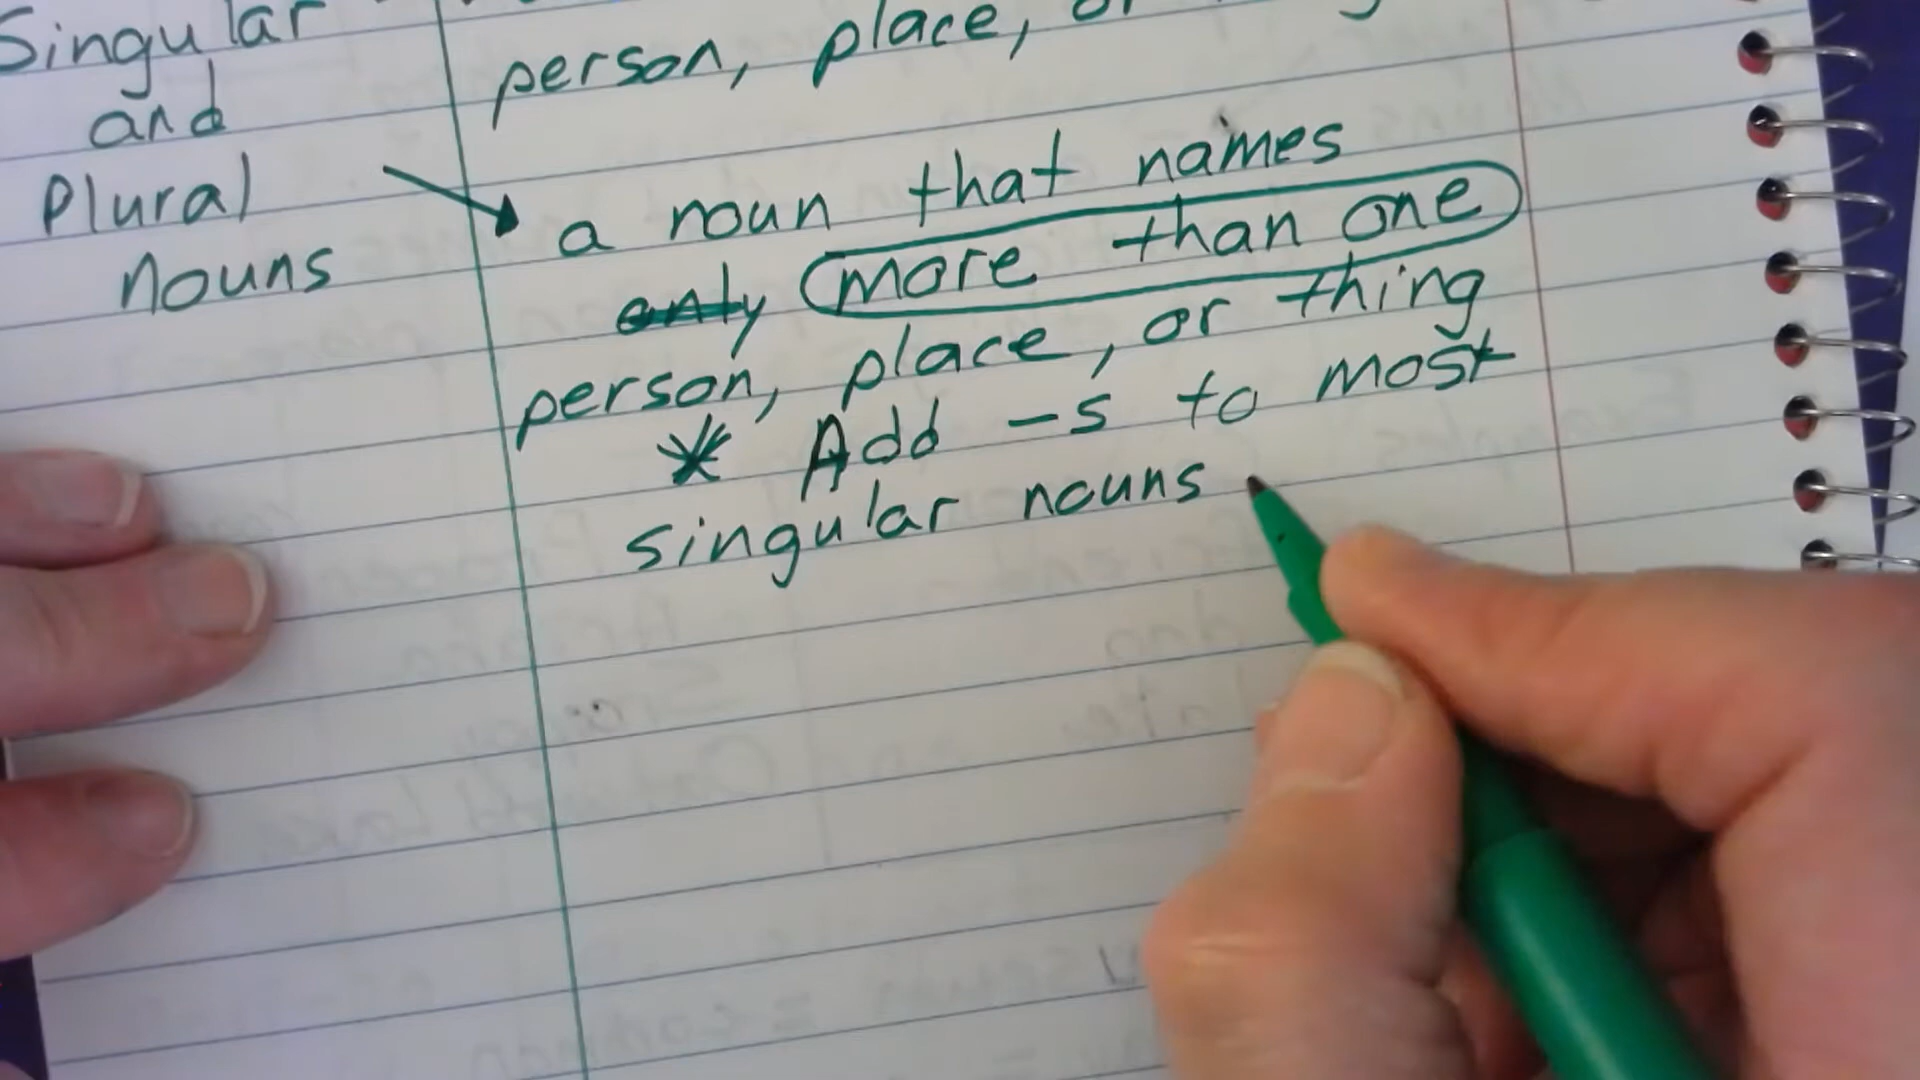 Singular
and
Plural
nouns
person, place, or
a noun that names
only more than one
person, place, or thing
* Add -s to most
singular nouns